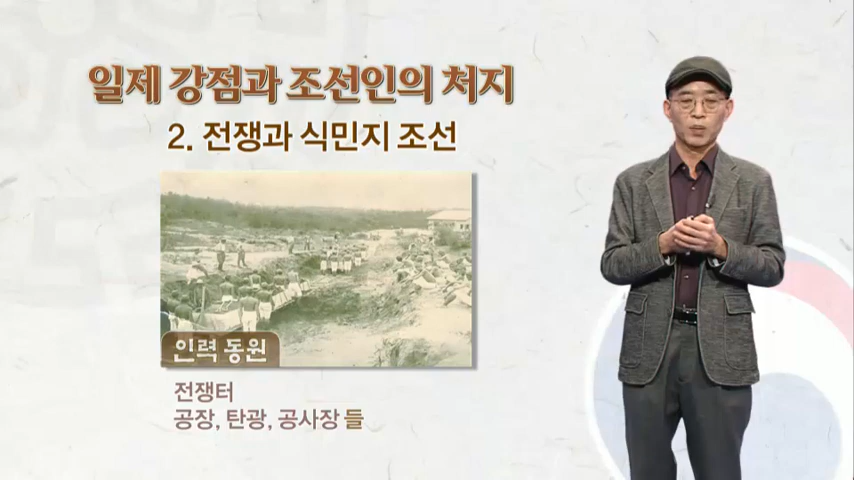 일제 강점과 조선인의 처지
2. 전쟁과 식민지 조선
인력 동원
전쟁터
공장, 탄광, 공사장 들